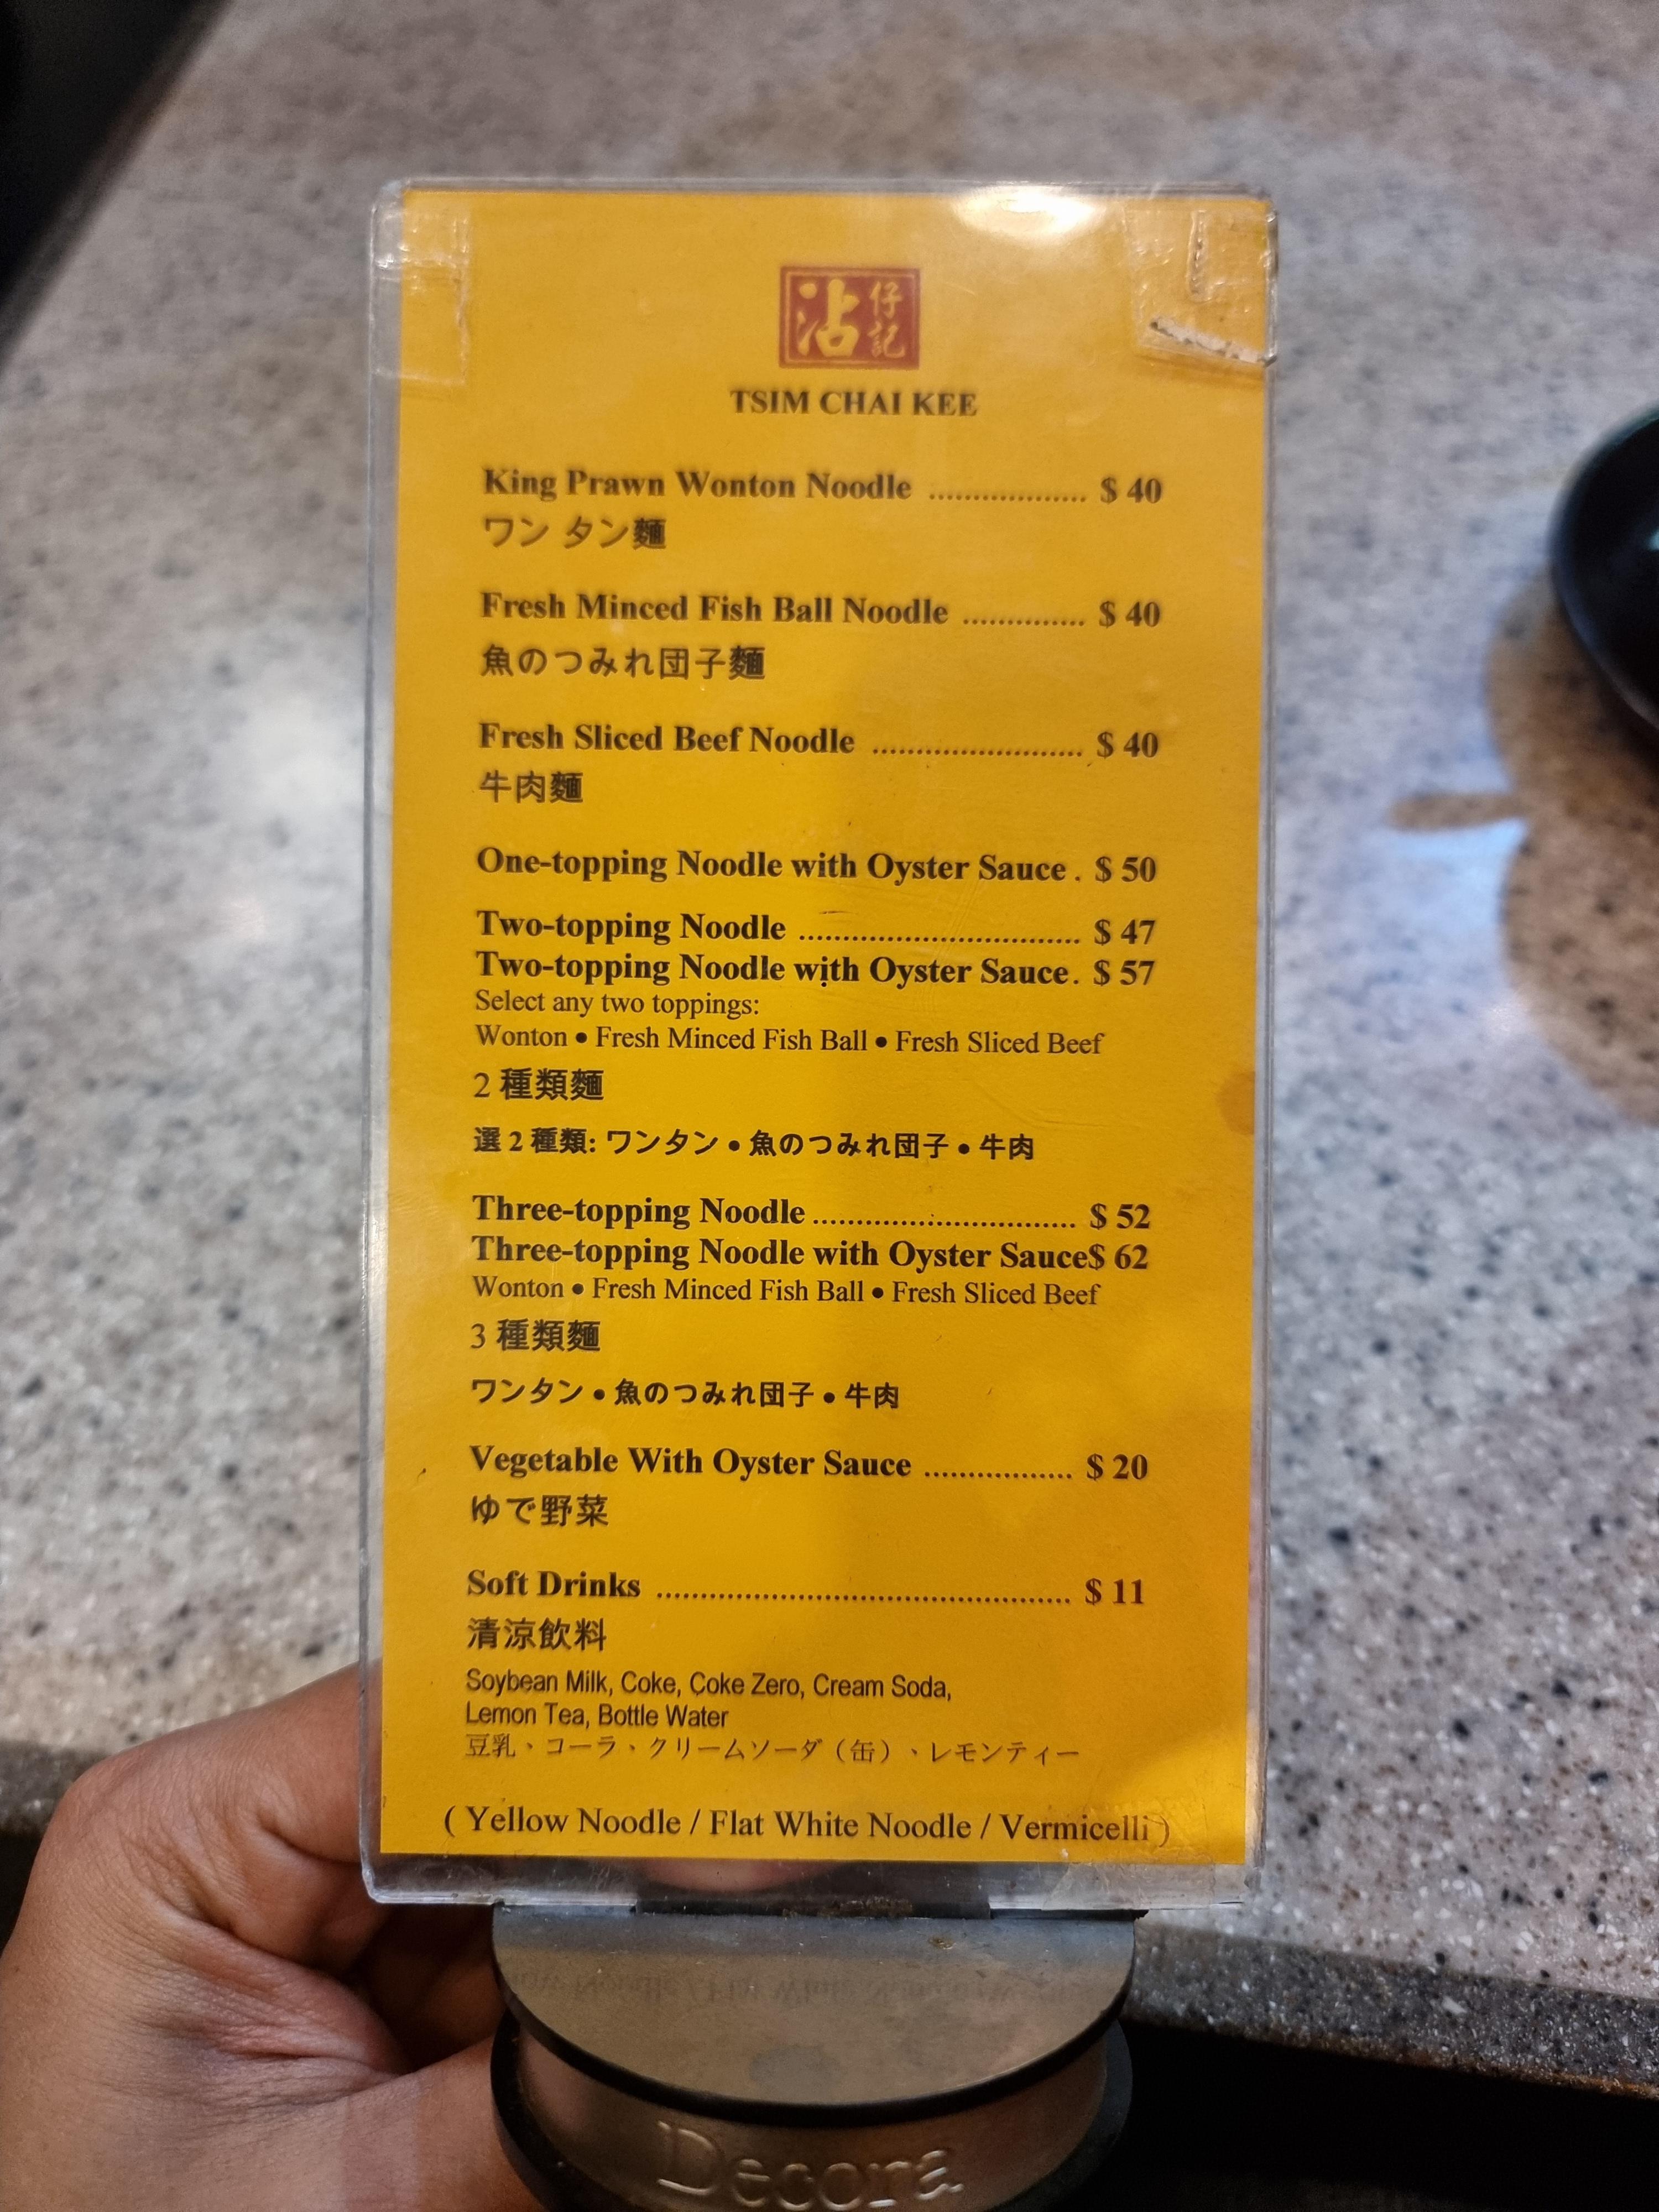 沾仔記
TSIM CHAI KEE
King Prawn Wonton Noodle ................... $ 40
ワン タン麵
Fresh Minced Fish Ball Noodle .............. $ 40
魚のつみれ団子麵
Fresh Sliced Beef Noodle ........................ $ 40
牛肉麵
One-topping Noodle with Oyster Sauce . $ 50
Two-topping Noodle ................................ $ 47
Two-topping Noodle with Oyster Sauce. $ 57
Select any two toppings:
Wonton • Fresh Minced Fish Ball • Fresh Sliced Beef
2 種類麵
選 2 種類: ワンタン • 魚のつみれ団子 • 牛肉
Three-topping Noodle .............................. $ 52
Three-topping Noodle with Oyster Sauce$ 62
Wonton • Fresh Minced Fish Ball • Fresh Sliced Beef
3 種類麵
ワンタン • 魚のつみれ団子 • 牛肉
Vegetable With Oyster Sauce ................. $ 20
ゆで野菜
Soft Drinks ............................................... $ 11
清涼飲料
Soybean Milk, Coke, Coke Zero, Cream Soda,
Lemon Tea, Bottle Water
豆乳、コーラ、クリームソーダ（缶）、レモンティー
( Yellow Noodle / Flat White Noodle / Vermicelli )
Decora